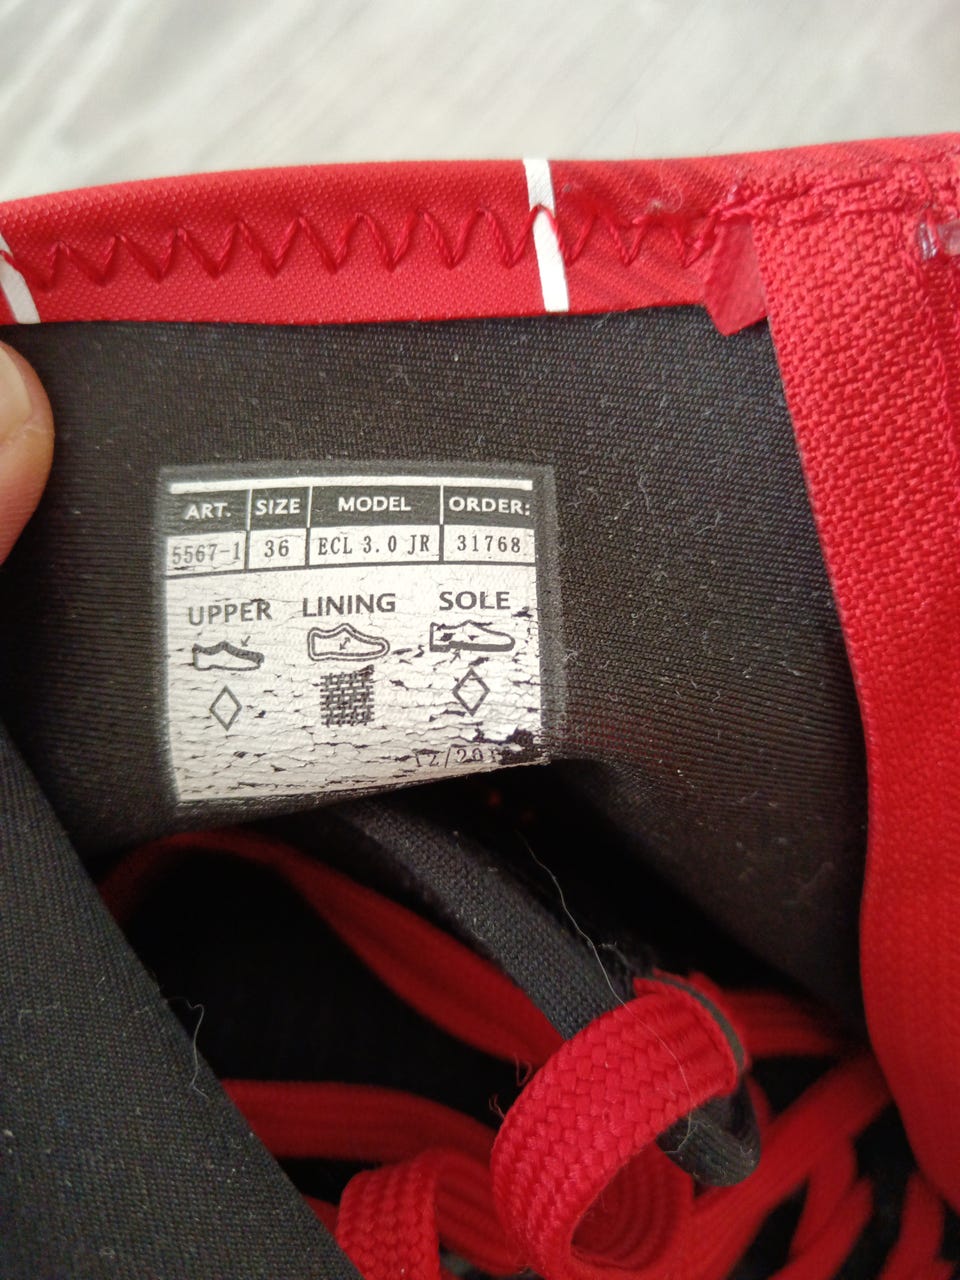 ART. SIZE MODEL ORDER:
5567-1 36 ECL 3.0 JR 31768
UPPER LINING SOLE